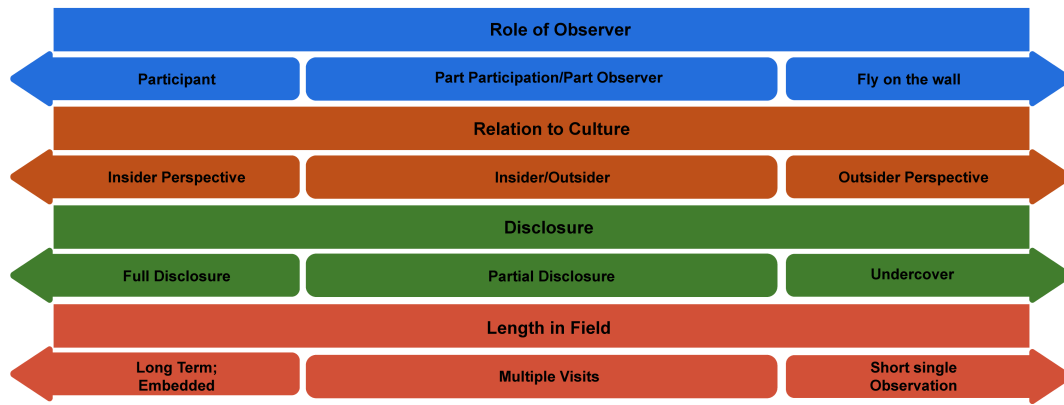 Role of Observer
Participant
Part Participation/Part Observer
Fly on the wall
Relation to Culture
Insider Perspective
Insider/Outsider
Outsider Perspective
Disclosure
Full Disclosure
Partial Disclosure
Undercover
Length in Field
Long Term;
Embedded
Multiple Visits
Short single
Observation